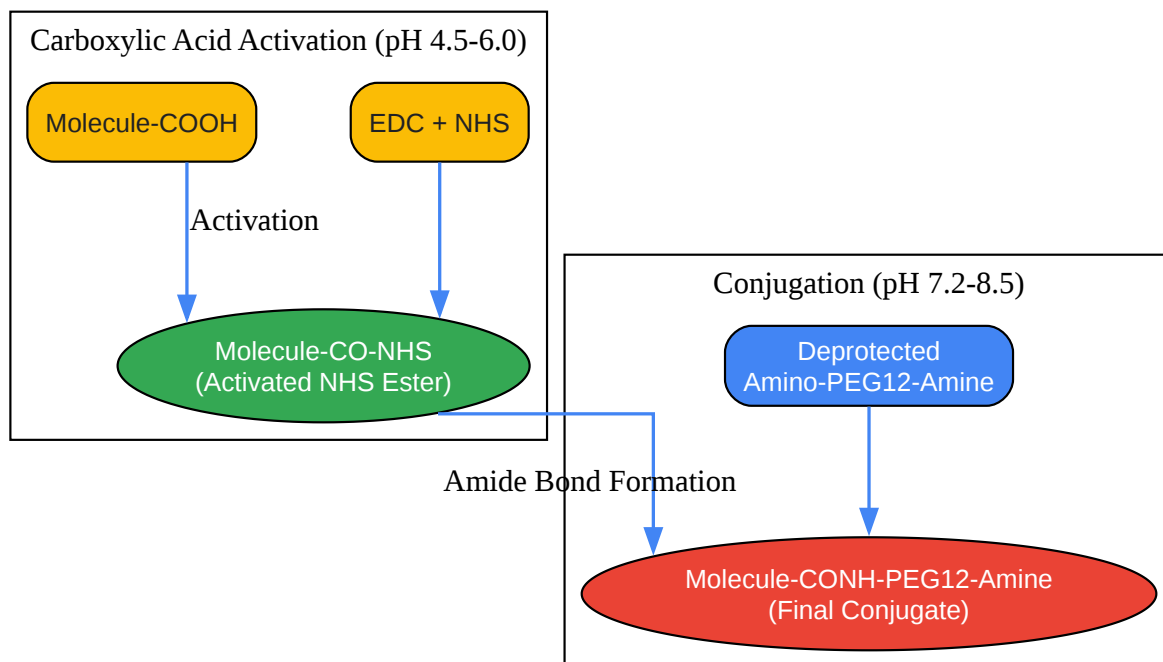 Carboxylic Acid Activation (pH 4.5-6.0)
Molecule-COOH
EDC + NHS
Activation
Molecule-CO-NHS
(Activated NHS Ester)
Conjugation (pH 7.2-8.5)
Deprotected
Amino-PEG12-Amine
Amide Bond Formation
Molecule-CONH-PEG12-Amine
(Final Conjugate)